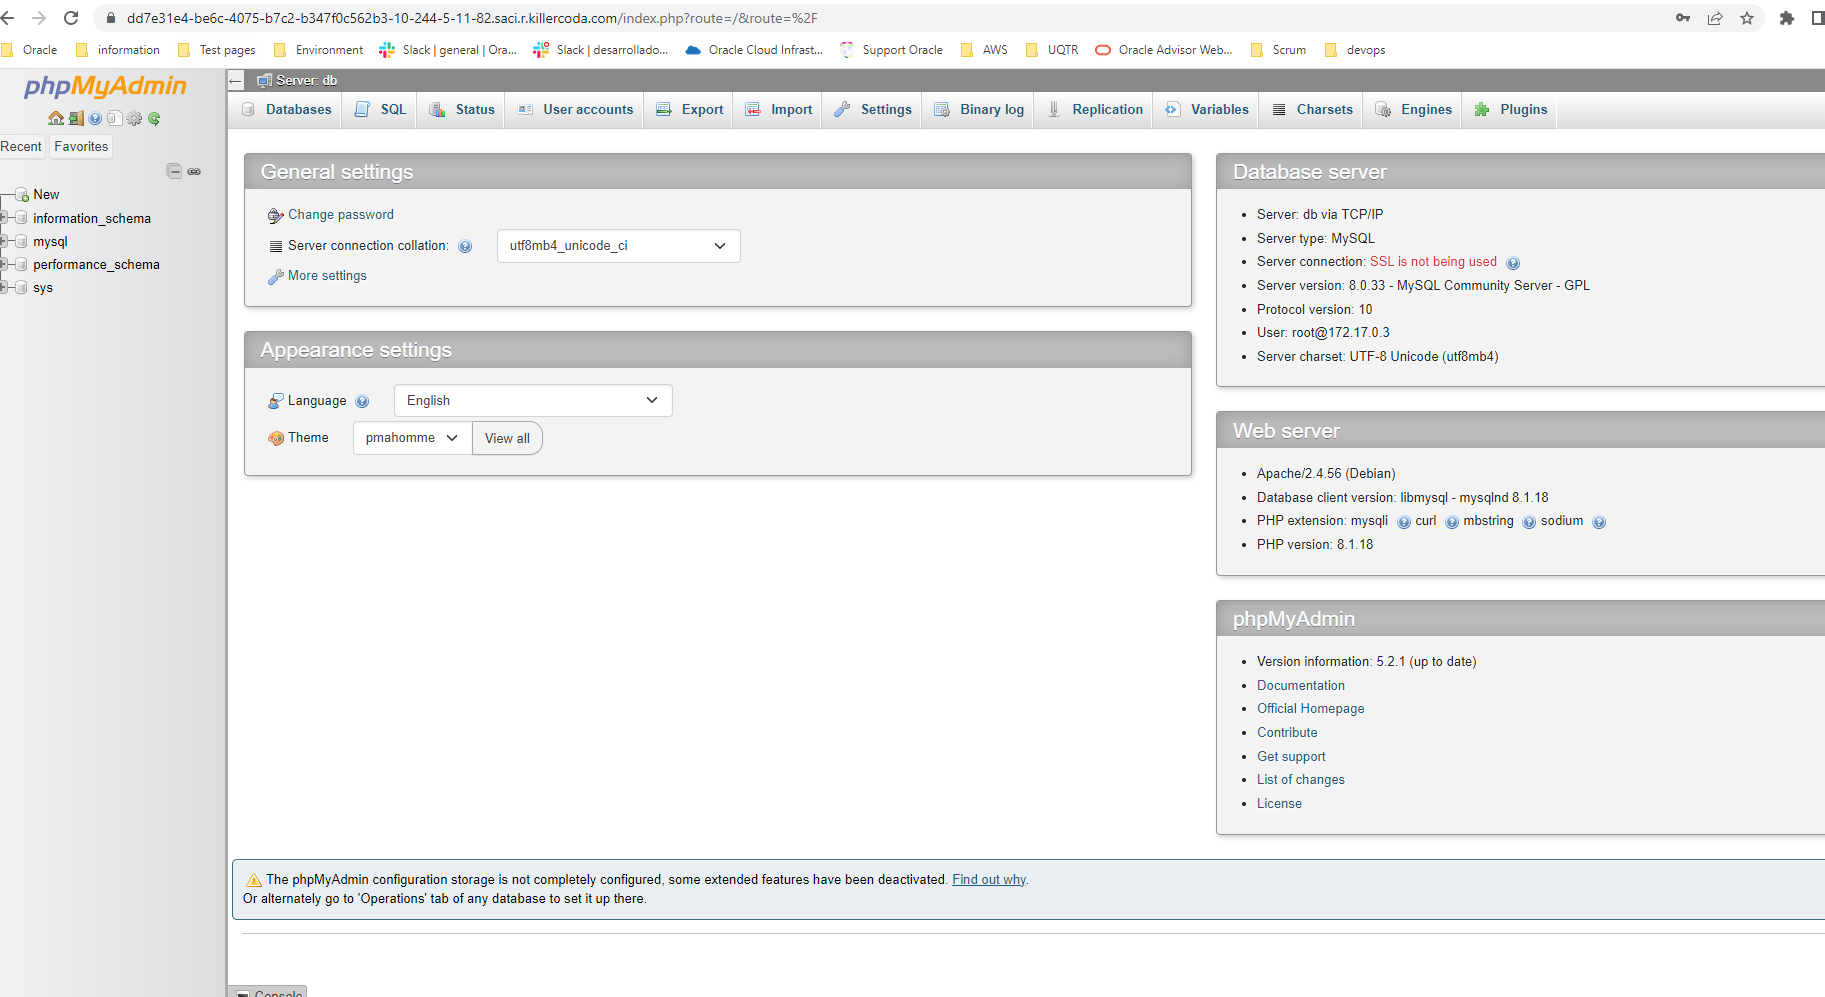 dd7e31e4-be6c-4075-b7c2-b347f0c562b3-10-244-5-11-82.saci.r.killercoda.com/index.php?route=/&route=%2F
Oracle information Test pages Environment Slack | general | Ora... Slack | desarrollado... Oracle Cloud Infrast... Support Oracle AWS UQTR Oracle Advisor Web... Scrum devops
phpMyAdmin
Recent Favorites
New
information_schema
mysql
performance_schema
sys
Server: db
Databases SQL Status User accounts Export Import Settings Binary log Replication Variables Charsets Engines Plugins
General settings
Change password
Server connection collation: utf8mb4_unicode_ci
More settings
Appearance settings
Language English
Theme pmahomme View all
Database server
Server: db via TCP/IP
Server type: MySQL
Server connection: SSL is not being used
Server version: 8.0.33 - MySQL Community Server - GPL
Protocol version: 10
User: root@172.17.0.3
Server charset: UTF-8 Unicode (utf8mb4)
Web server
Apache/2.4.56 (Debian)
Database client version: libmysql - mysqlnd 8.1.18
PHP extension: mysqli curl mbstring sodium
PHP version: 8.1.18
phpMyAdmin
Version information: 5.2.1 (up to date)
Documentation
Official Homepage
Contribute
Get support
List of changes
License
The phpMyAdmin configuration storage is not completely configured, some extended features have been deactivated. Find out why.
Or alternately go to 'Operations' tab of any database to set it up there.
Console